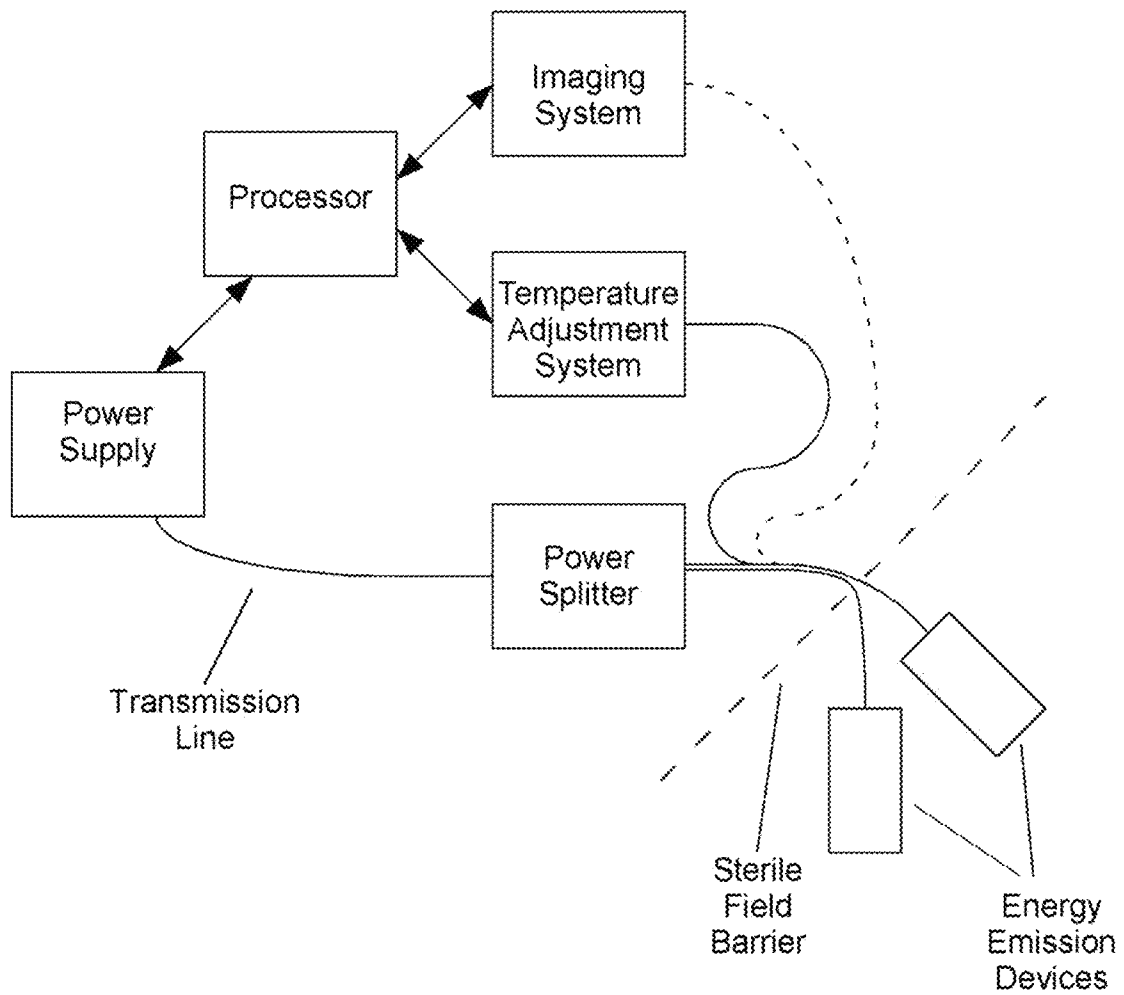 Imaging
System
Processor
Temperature
Adjustment
System
Power
Supply
Power
Splitter
Transmission
Line
Sterile
Field
Barrier
Energy
Emission
Devices